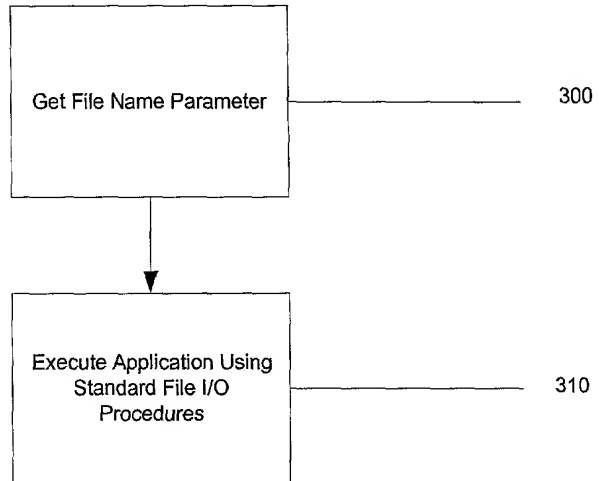 Get File Name Parameter
300
Execute Application Using
Standard File I/O
Procedures
310